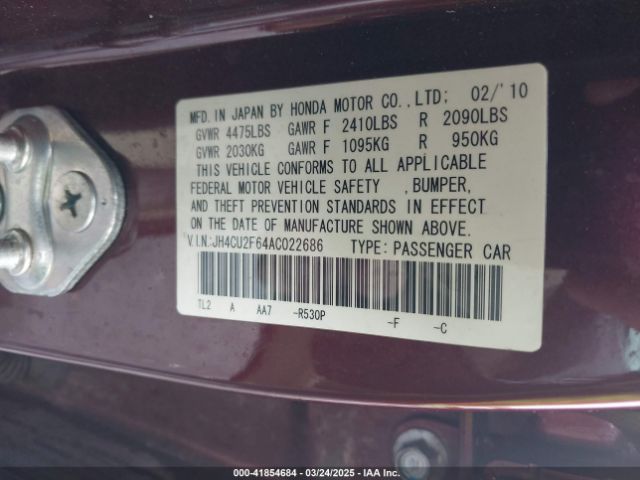 MFD. IN JAPAN BY HONDA MOTOR CO.,LTD; 02/'10
GVWR 4475LBS GAWR F 2410LBS R 2090LBS
GVWR 2030KG GAWR F 1095KG R 950KG
THIS VEHICLE CONFORMS TO ALL APPLICABLE
FEDERAL MOTOR VEHICLE SAFETY ,BUMPER,
AND THEFT PREVENTION STANDARDS IN EFFECT
ON THE DATE OF MANUFACTURE SHOWN ABOVE.
V.I.N:JH4CU2F64AC022686 TYPE: PASSENGER CAR
TL2 A AA7 -R530P -F -C
000-41854684 - 03/24/2025 - IAA Inc.